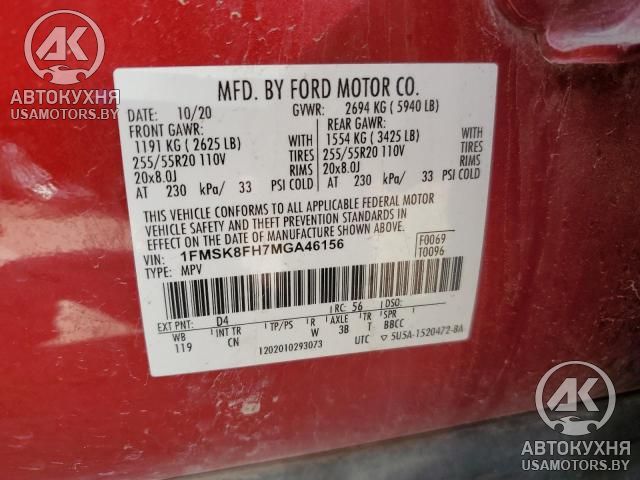 АК
АВТОКУХНЯ
USAMOTORS.BY
MFD. BY FORD MOTOR CO.
DATE: 10/20 GVWR: 2694 KG ( 5940 LB)
FRONT GAWR: REAR GAWR:
1191 KG ( 2625 LB) WITH 1554 KG ( 3425 LB) WITH
255/55R20 110V TIRES 255/55R20 110V TIRES
20x8.0J RIMS 20x8.0J RIMS
AT 230 kPa/ 33 PSI COLD AT 230 kPa/ 33 PSI COLD
THIS VEHICLE CONFORMS TO ALL APPLICABLE FEDERAL MOTOR
VEHICLE SAFETY AND THEFT PREVENTION STANDARDS IN
EFFECT ON THE DATE OF MANUFACTURE SHOWN ABOVE.
VIN: 1FMSK8FH7MGA46156 F0069
TYPE: MPV T0096
EXT PNT: D4 RC: 56 DSO:
WB INT TR TP/PS R AXLE TR SPR
119 CN W 3B T BBCC
1202010293073 UTC ▽ 5U5A-1520472-BA
АК
АВТОКУХНЯ
USAMOTORS.BY